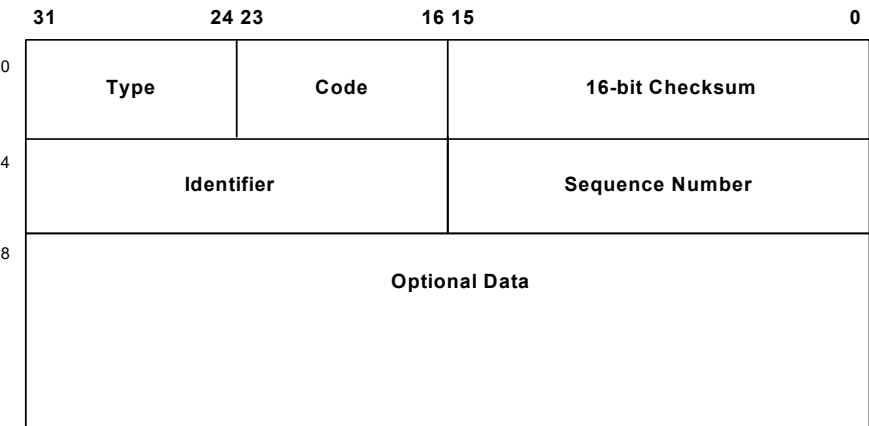 31 24 23 16 15 0
0
Type Code 16-bit Checksum
4
Identifier Sequence Number
8
Optional Data